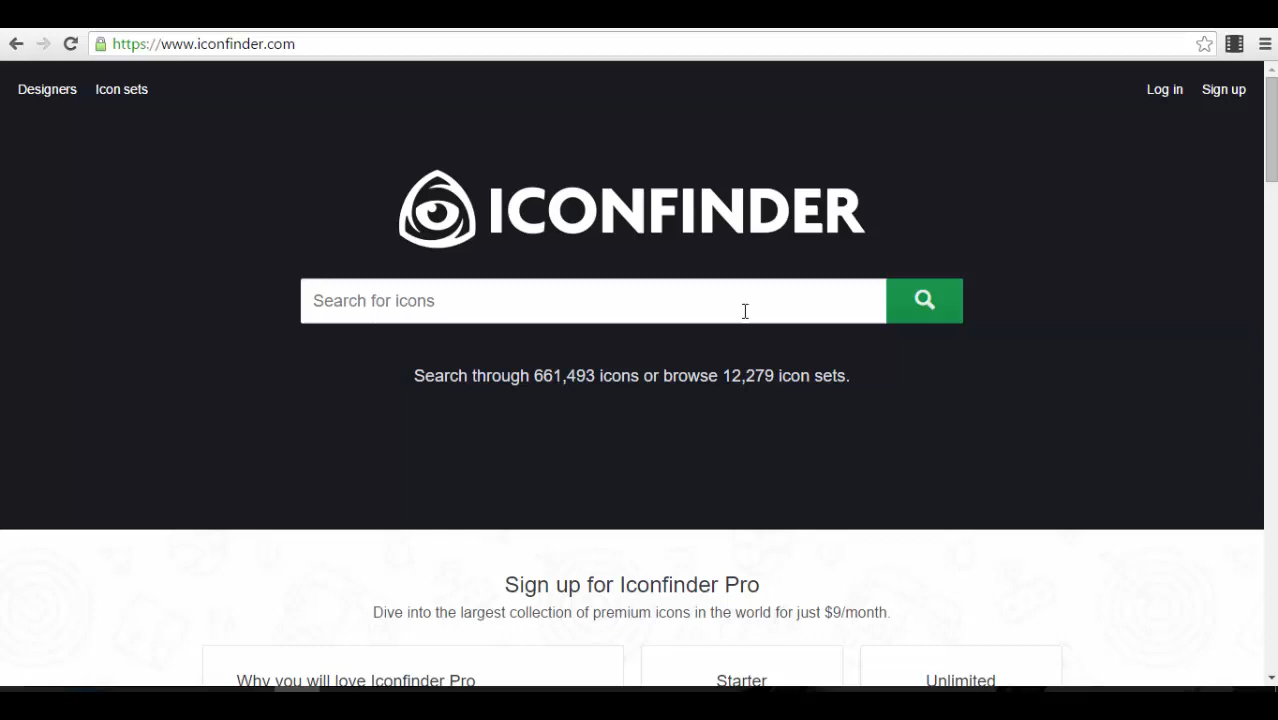 https://www.iconfinder.com
Designers Icon sets Log in Sign up
ICONFINDER
Search for icons
Search through 661,493 icons or browse 12,279 icon sets.
Sign up for Iconfinder Pro
Dive into the largest collection of premium icons in the world for just $9/month.
Why you will love Iconfinder Pro Starter Unlimited